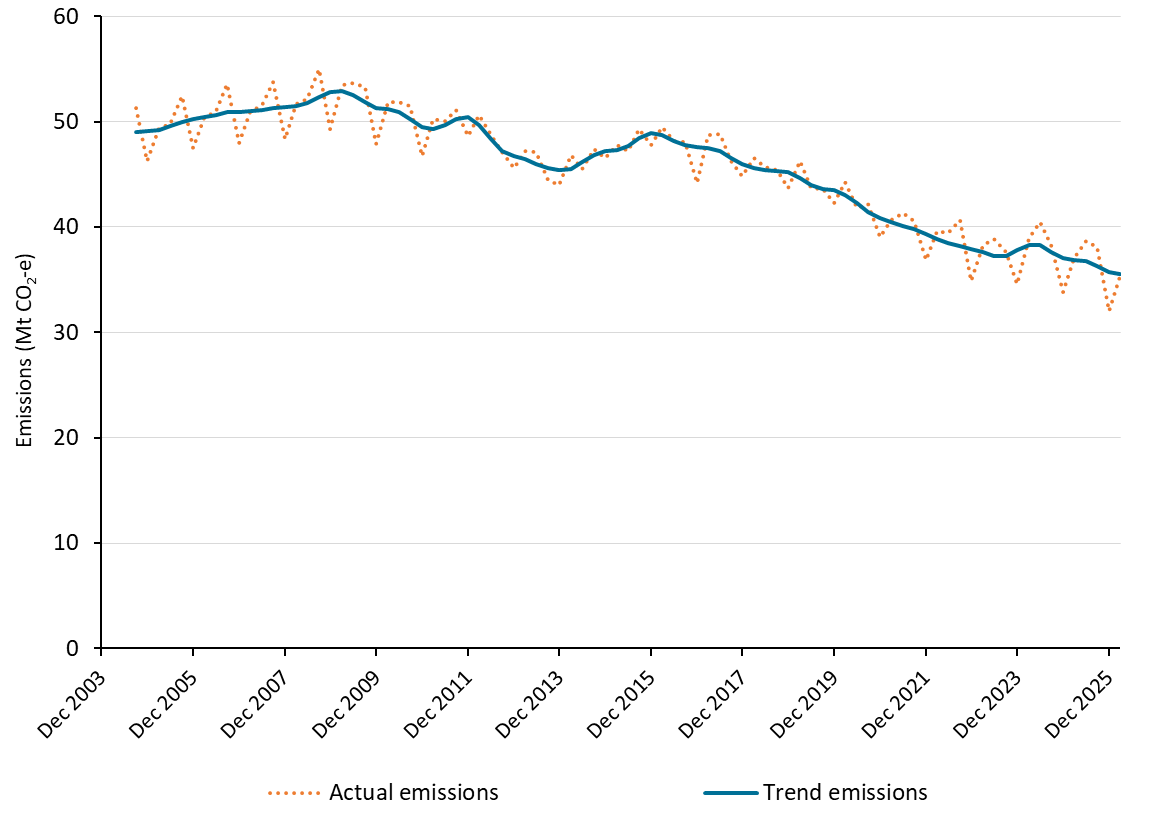 60
50
40
30
20
10
0
Emissions (Mt CO₂-e)
Dec 2003
Dec 2005
Dec 2007
Dec 2009
Dec 2011
Dec 2013
Dec 2015
Dec 2017
Dec 2019
Dec 2021
Dec 2023
Dec 2025
Actual emissions
Trend emissions